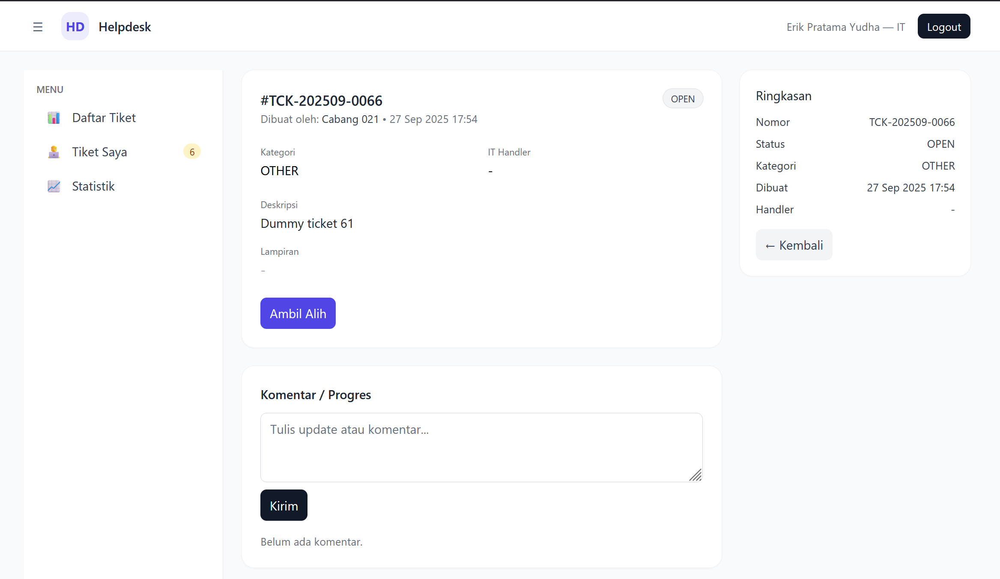 ☰ HD Helpdesk
Erik Pratama Yudha — IT
Logout
MENU
Daftar Tiket
Tiket Saya 6
Statistik
#TCK-202509-0066
OPEN
Dibuat oleh: Cabang 021 • 27 Sep 2025 17:54
Kategori
OTHER
IT Handler
-
Deskripsi
Dummy ticket 61
Lampiran
-
Ambil Alih
Komentar / Progres
Tulis update atau komentar...
Kirim
Belum ada komentar.
Ringkasan
Nomor TCK-202509-0066
Status OPEN
Kategori OTHER
Dibuat 27 Sep 2025 17:54
Handler -
← Kembali